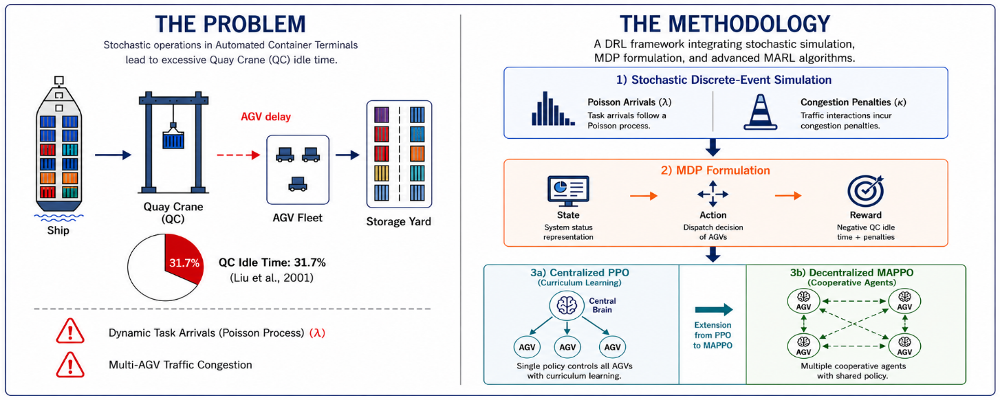 THE PROBLEM
Stochastic operations in Automated Container Terminals
lead to excessive Quay Crane (QC) idle time.
Ship
Quay Crane
(QC)
AGV delay
AGV Fleet
Storage Yard
31.7%
QC Idle Time: 31.7%
(Liu et al., 2001)
Dynamic Task Arrivals (Poisson Process) (λ)
Multi-AGV Traffic Congestion
THE METHODOLOGY
A DRL framework integrating stochastic simulation,
MDP formulation, and advanced MARL algorithms.
1) Stochastic Discrete-Event Simulation
Poisson Arrivals (λ)
Task arrivals follow a
Poisson process.
Congestion Penalties (κ)
Traffic interactions incur
congestion penalties.
2) MDP Formulation
State
System status
representation
Action
Dispatch decision
of AGVs
Reward
Negative QC idle
time + penalties
3a) Centralized PPO
(Curriculum Learning)
Central
Brain
AGV
AGV
AGV
Single policy controls all AGVs
with curriculum learning.
Extension
from PPO
to MAPPO
3b) Decentralized MAPPO
(Cooperative Agents)
AGV
AGV
AGV
AGV
Multiple cooperative agents
with shared policy.